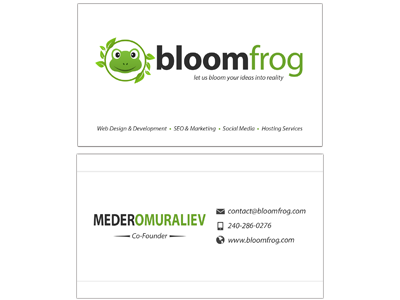 bloomfrog
let us bloom your ideas into reality
Web Design & Development • SEO & Marketing • Social Media • Hosting Services
MEDEROMURALIEV
Co-Founder
contact@bloomfrog.com
240-286-0276
www.bloomfrog.com